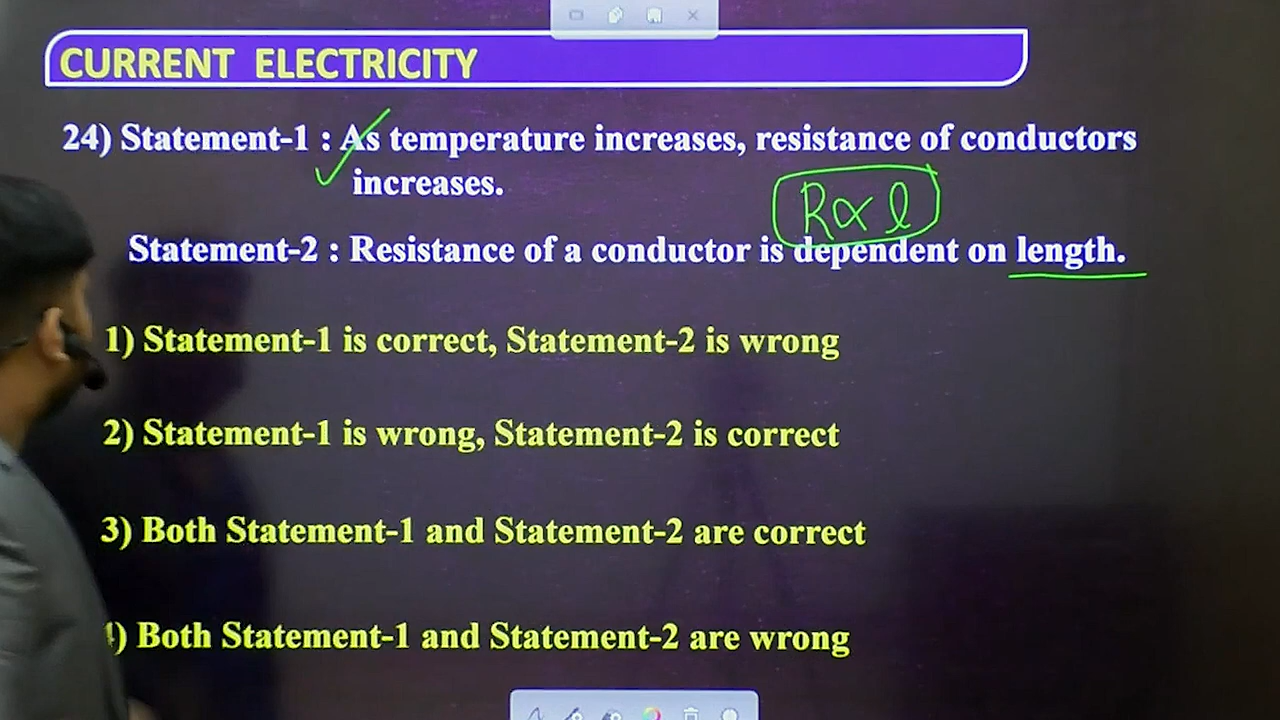 CURRENT ELECTRICITY
24) Statement-1 : As temperature increases, resistance of conductors
increases.
R∝l
Statement-2 : Resistance of a conductor is dependent on length.
1) Statement-1 is correct, Statement-2 is wrong
2) Statement-1 is wrong, Statement-2 is correct
3) Both Statement-1 and Statement-2 are correct
4) Both Statement-1 and Statement-2 are wrong